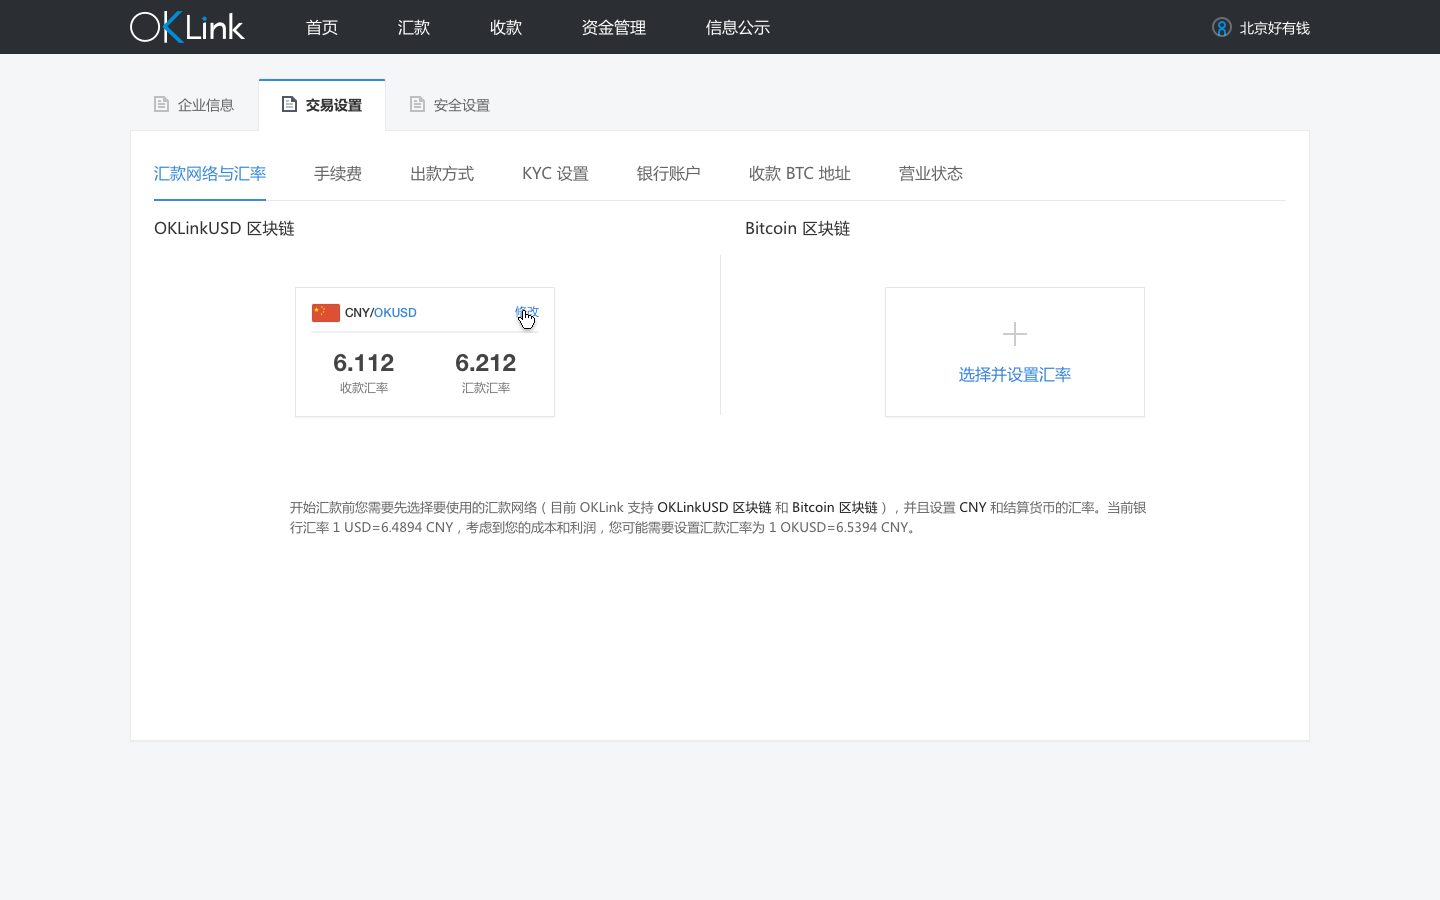 OKLink 首页 汇款 收款 资金管理 信息公示 北京好有钱
企业信息 交易设置 安全设置
汇款网络与汇率 手续费 出款方式 KYC 设置 银行账户 收款 BTC 地址 营业状态
OKLinkUSD 区块链 Bitcoin 区块链
CNY/OKUSD 修改
6.112 6.212
收款汇率 汇款汇率
选择并设置汇率
开始汇款前您需要先选择要使用的汇款网络（目前 OKLink 支持 OKLinkUSD 区块链 和 Bitcoin 区块链），并且设置 CNY 和结算货币的汇率。当前银
行汇率 1 USD=6.4894 CNY，考虑到您的成本和利润，您可能需要设置汇款汇率为 1 OKUSD=6.5394 CNY。